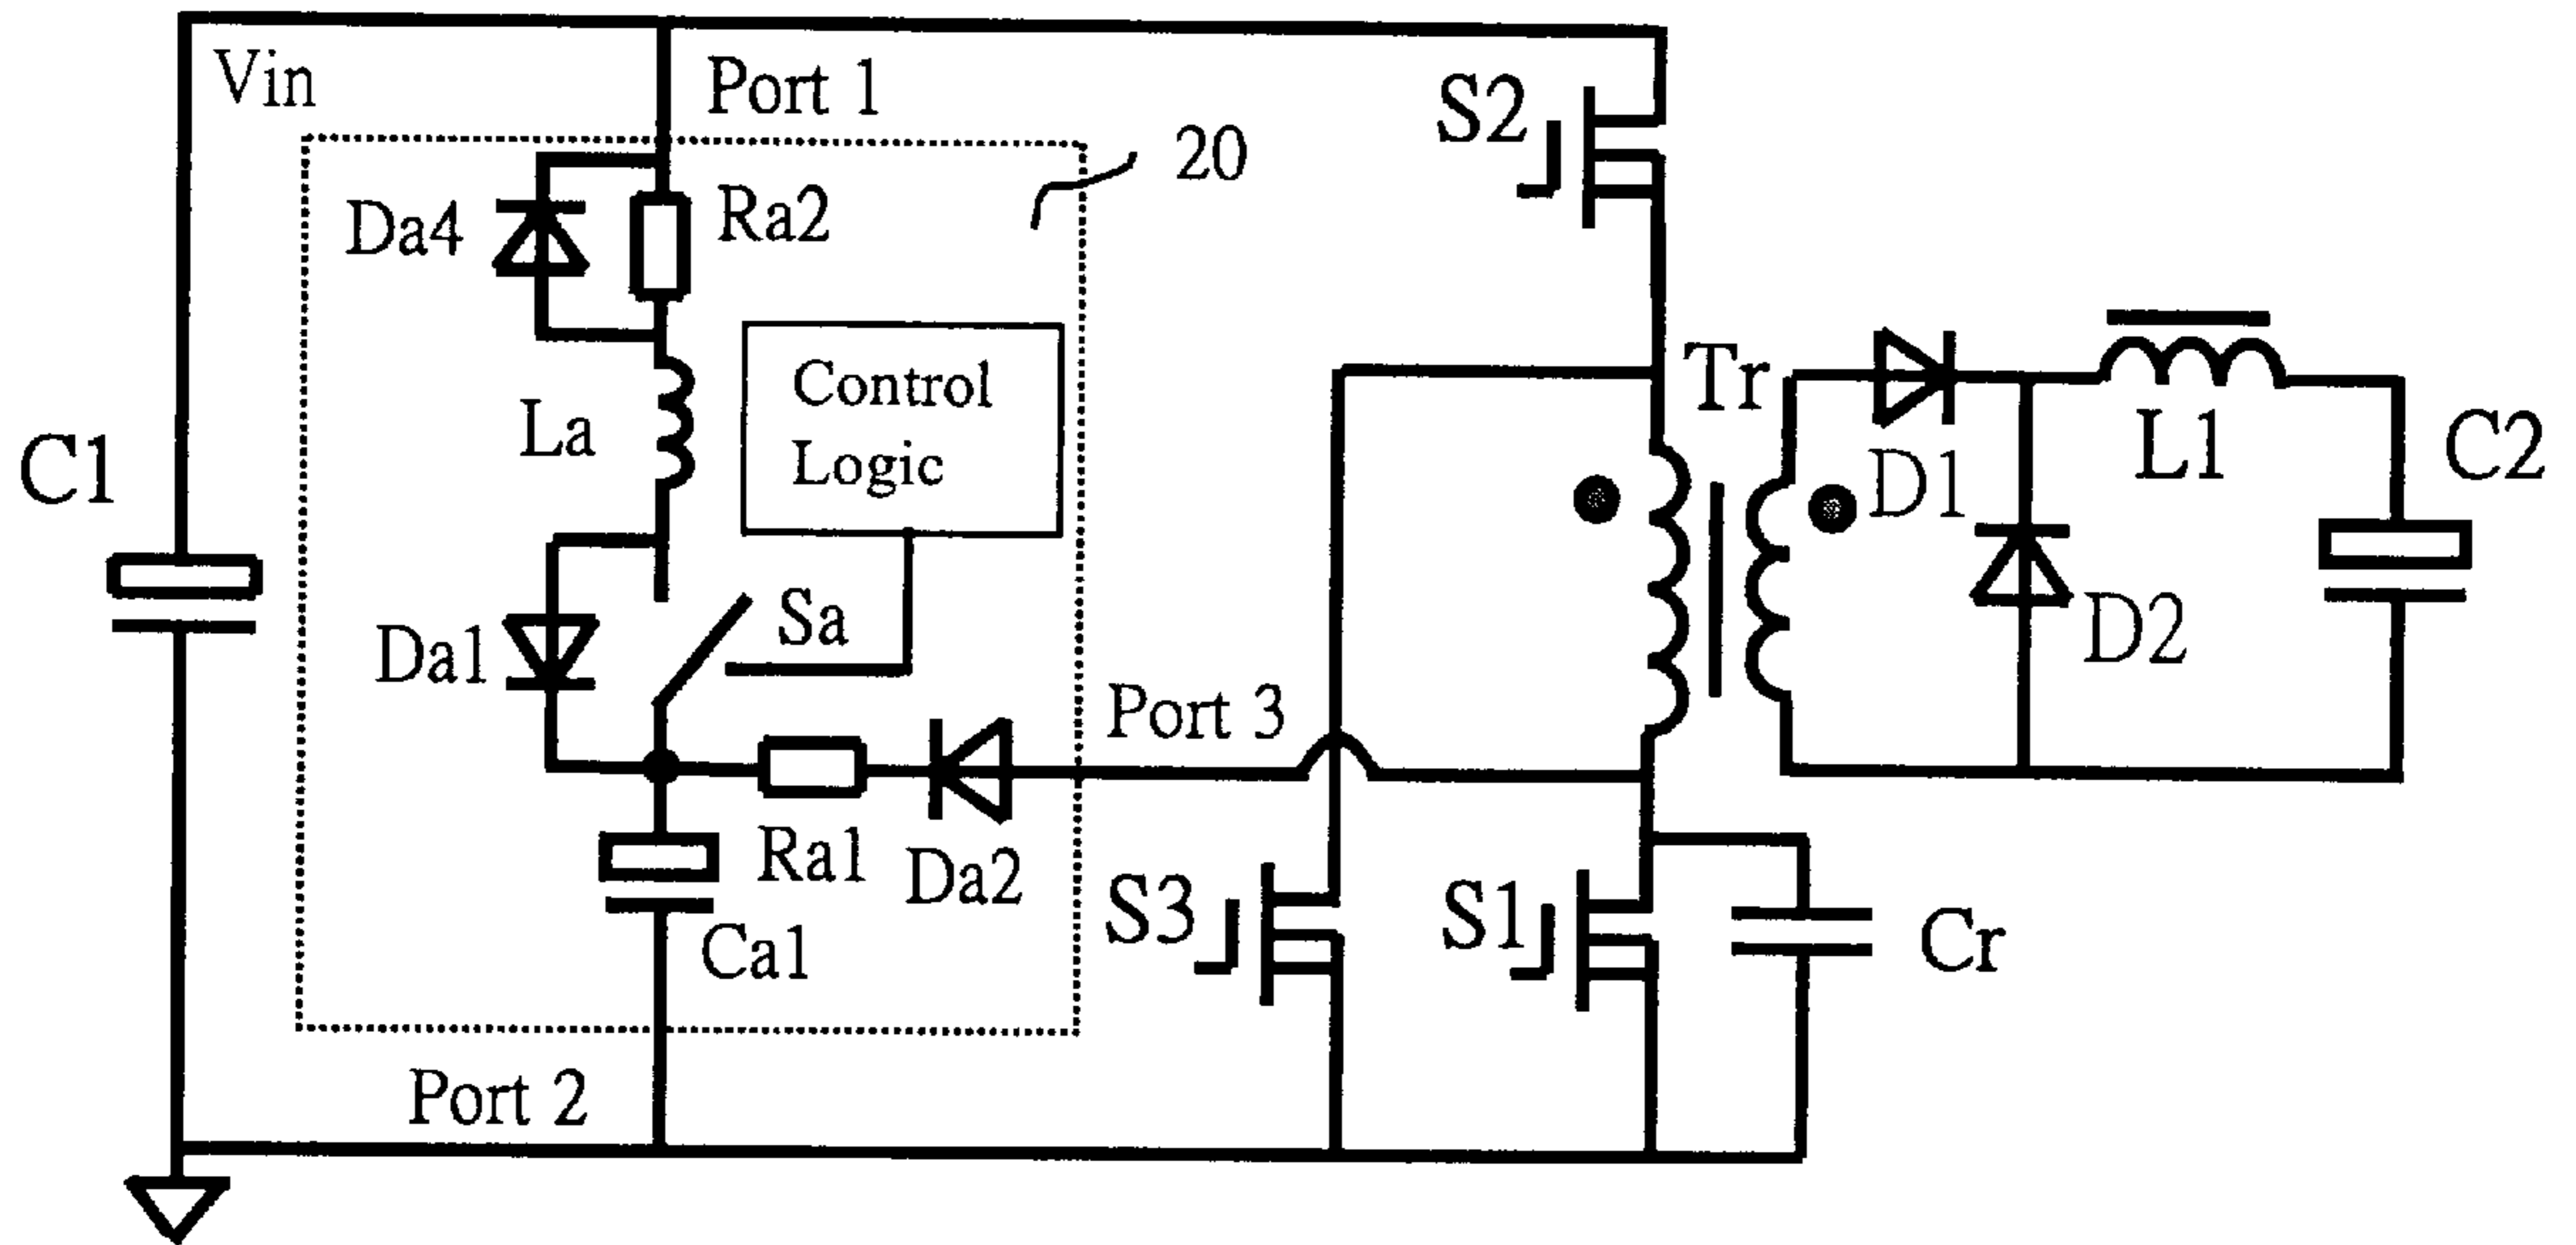 Vin
Port 1
S2
20
Da4
Ra2
Control
Logic
La
Tr
C1
D1
L1
C2
Sa
Da1
D2
Port 3
Ra1
Da2
S3
S1
Cr
Ca1
Port 2